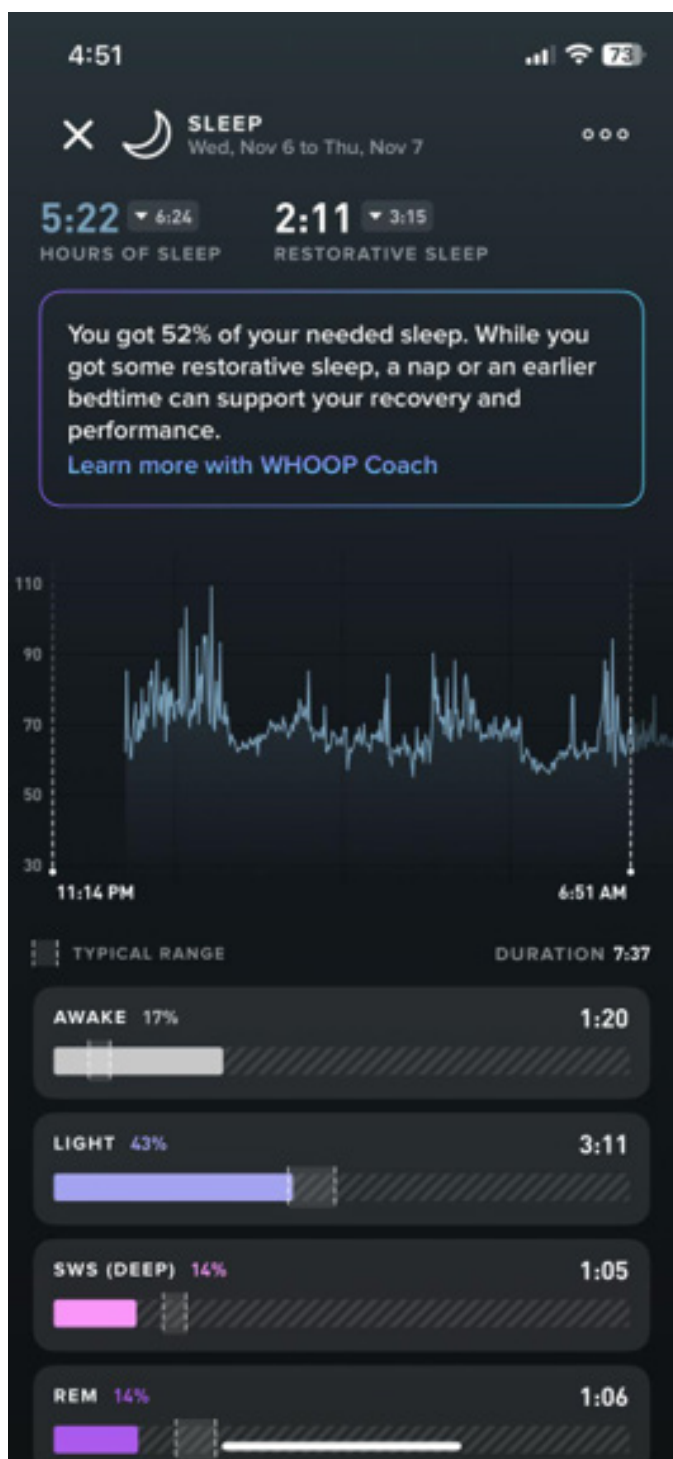 4:51
73
SLEEP
Wed, Nov 6 to Thu, Nov 7
5:22 6:24 2:11 3:15
HOURS OF SLEEP RESTORATIVE SLEEP
You got 52% of your needed sleep. While you
got some restorative sleep, a nap or an earlier
bedtime can support your recovery and
performance.
Learn more with WHOOP Coach
110
90
70
50
30
11:14 PM 6:51 AM
TYPICAL RANGE DURATION 7:37
AWAKE 17% 1:20
LIGHT 43% 3:11
SWS (DEEP) 14% 1:05
REM 14% 1:06